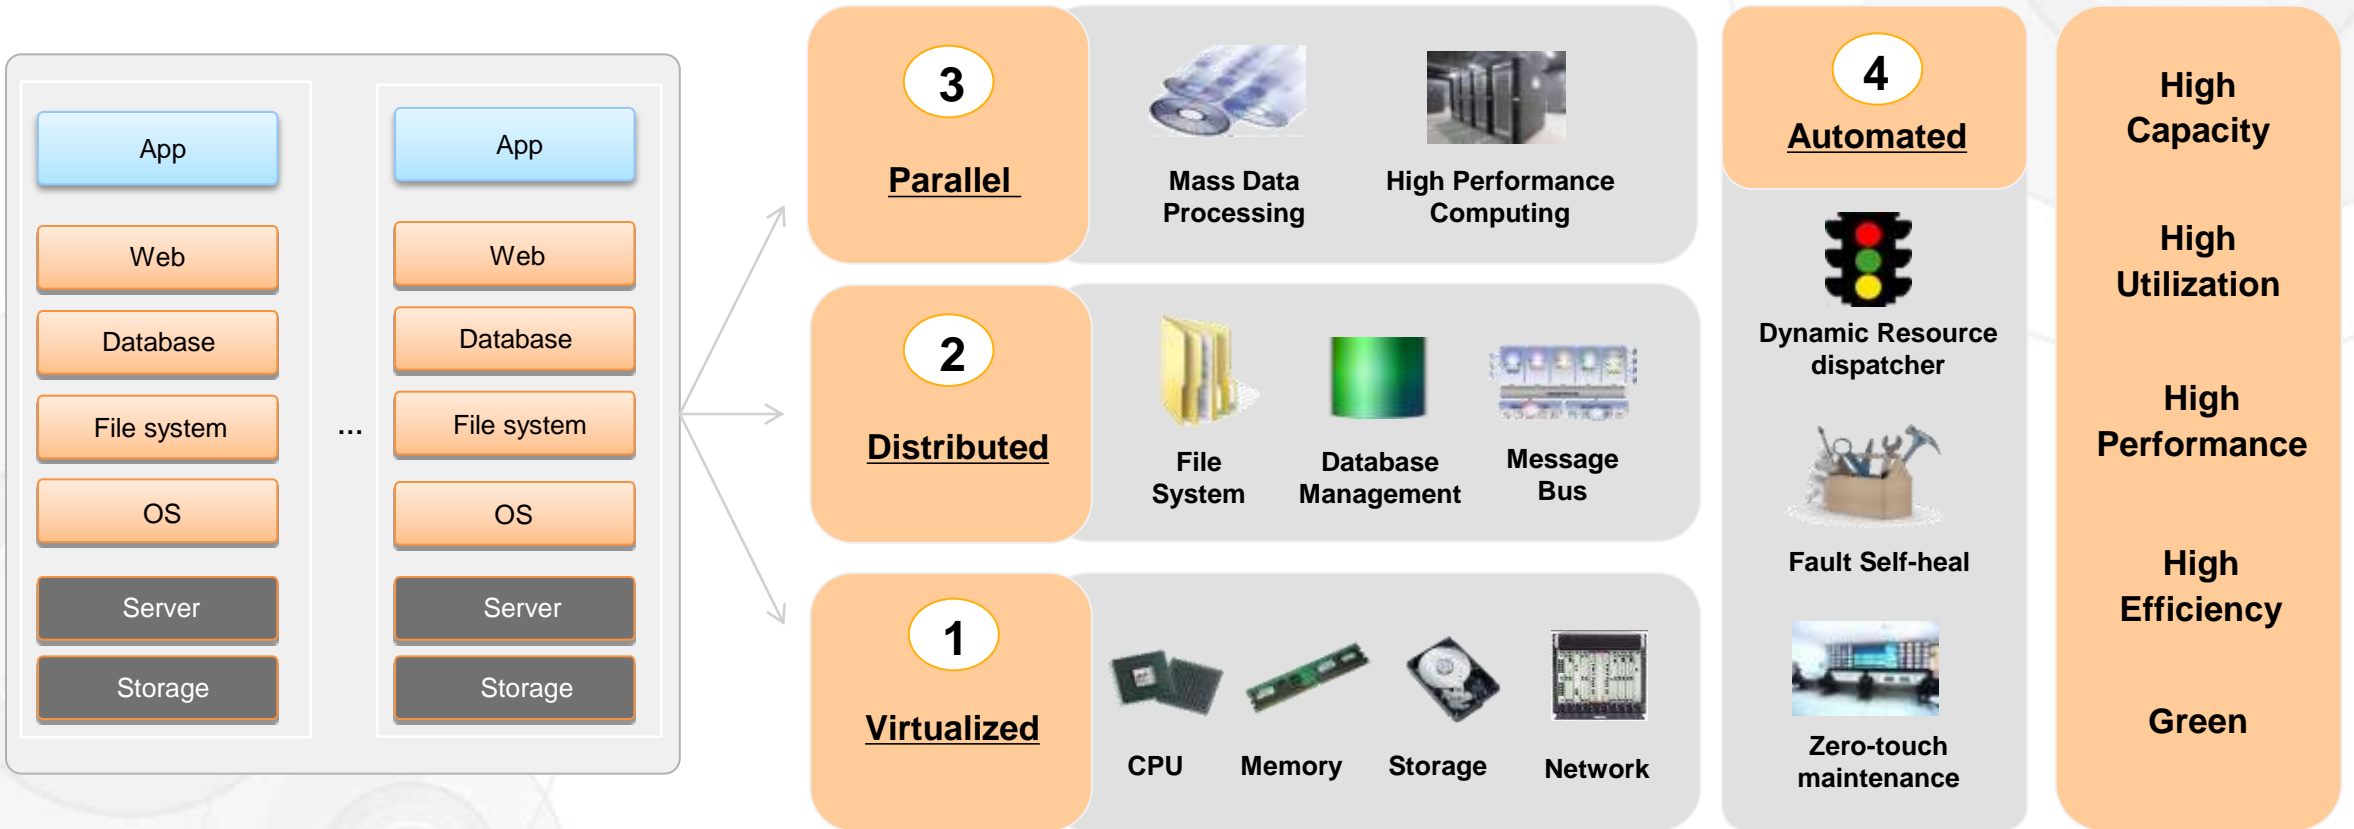 App
Web
Database
File system
OS
Server
Storage
...
App
Web
Database
File system
OS
Server
Storage
3
Parallel
Mass Data
Processing
High Performance
Computing
2
Distributed
File
System
Database
Management
Message
Bus
1
Virtualized
CPU
Memory
Storage
Network
4
Automated
Dynamic Resource
dispatcher
Fault Self-heal
Zero-touch
maintenance
High
Capacity
High
Utilization
High
Performance
High
Efficiency
Green